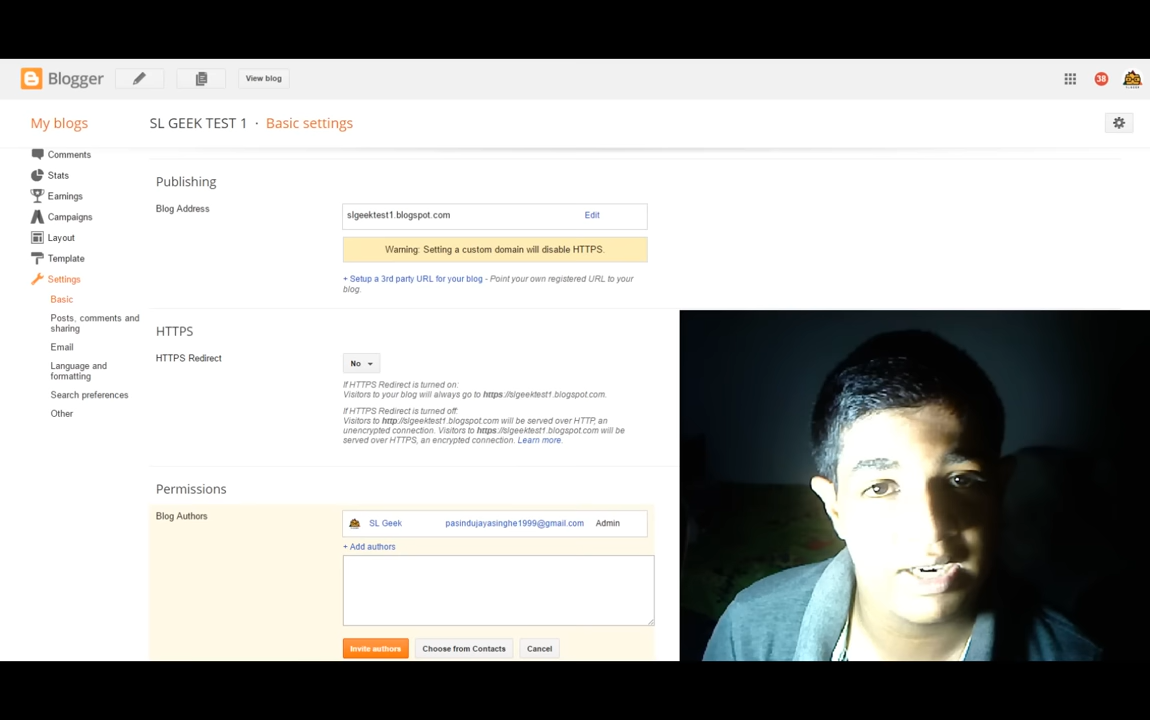 Blogger
View blog
38
My blogs
SL GEEK TEST 1 · Basic settings
Comments
Stats
Earnings
Campaigns
Layout
Template
Settings
Basic
Posts, comments and
sharing
Email
Language and
formatting
Search preferences
Other
Publishing
Blog Address
slgeektest1.blogspot.com Edit
Warning: Setting a custom domain will disable HTTPS.
+ Setup a 3rd party URL for your blog - Point your own registered URL to your
blog.
HTTPS
HTTPS Redirect
No
If HTTPS Redirect is turned on:
Visitors to your blog will always go to https://slgeektest1.blogspot.com.
If HTTPS Redirect is turned off:
Visitors to http://slgeektest1.blogspot.com will be served over HTTP, an
unencrypted connection. Visitors to https://slgeektest1.blogspot.com will be
served over HTTPS, an encrypted connection. Learn more.
Permissions
Blog Authors
SL Geek pasindujayasinghe1999@gmail.com Admin
+ Add authors
Invite authors Choose from Contacts Cancel